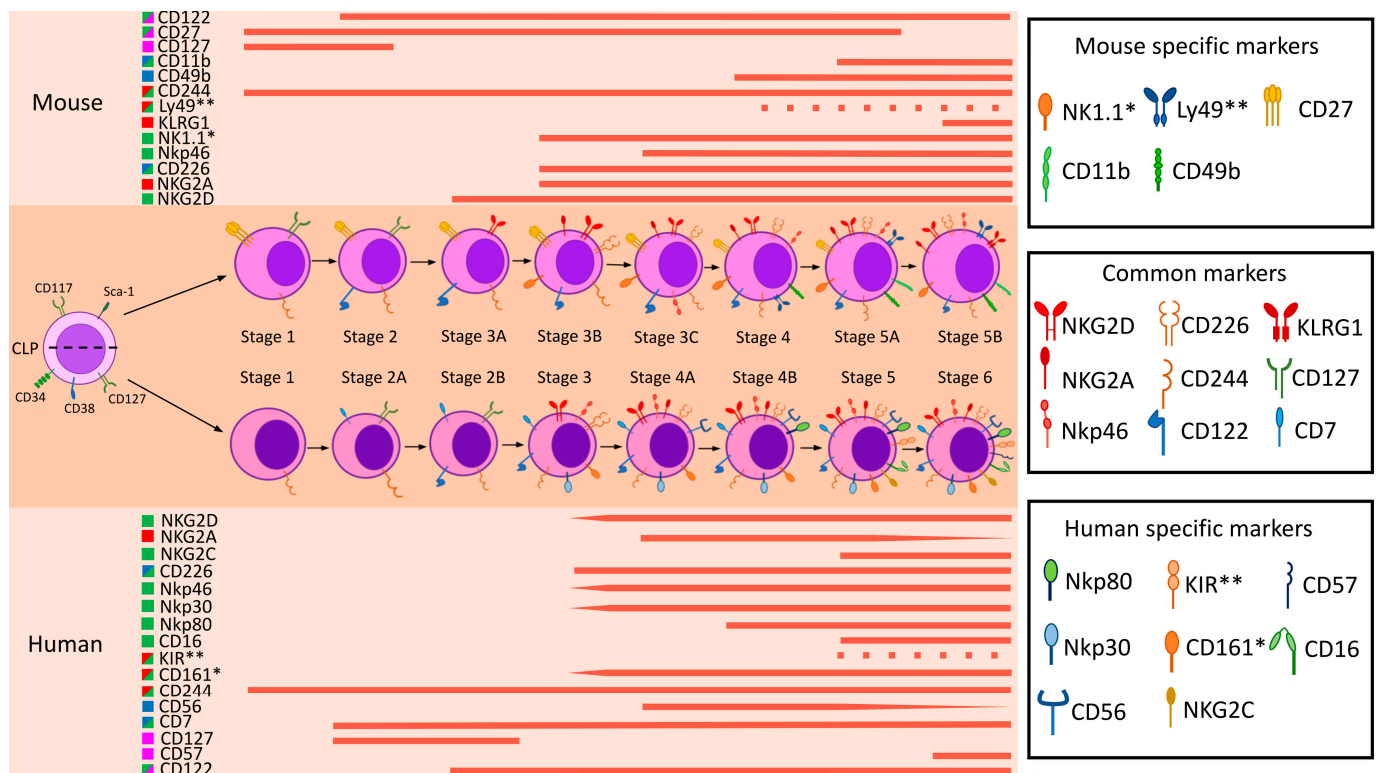 Mouse
CD122
CD27
CD127
CD11b
CD49b
CD244
Ly49**
KLRG1
NK1.1*
Nkp46
CD226
NKG2A
NKG2D
CD117
Sca-1
CLP
CD34
CD38
CD127
Stage 1 Stage 2 Stage 3A Stage 3B Stage 3C Stage 4 Stage 5A Stage 5B
Stage 1 Stage 2A Stage 2B Stage 3 Stage 4A Stage 4B Stage 5 Stage 6
Human
NKG2D
NKG2A
NKG2C
CD226
Nkp46
Nkp30
Nkp80
CD16
KIR**
CD161*
CD244
CD56
CD7
CD127
CD57
CD122
Mouse specific markers
NK1.1* Ly49** CD27
CD11b CD49b
Common markers
NKG2D CD226 KLRG1
NKG2A CD244 CD127
Nkp46 CD122 CD7
Human specific markers
Nkp80 KIR** CD57
Nkp30 CD161* CD16
CD56 NKG2C